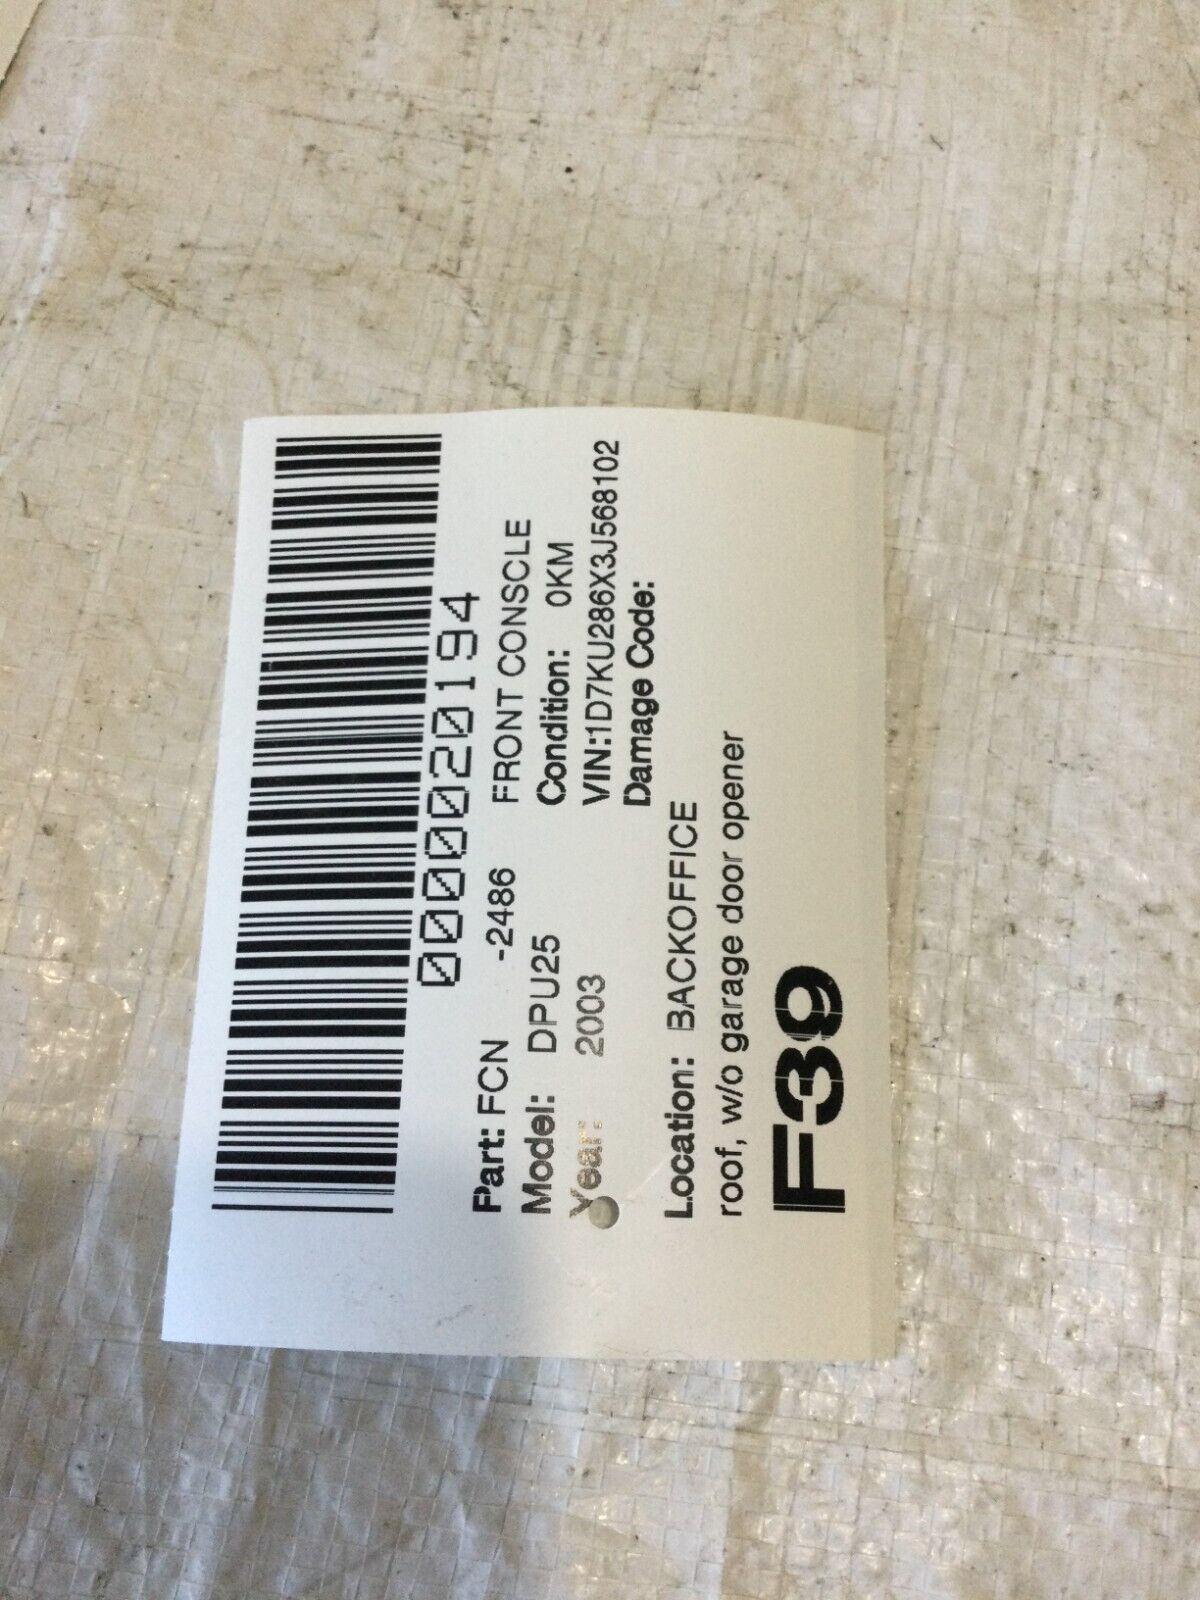 0000020194
Part: FCN -2486 FRONT CONSCLE
Model: DPU25 Condition: 0KM
Year: 2003 VIN:1D7KU286X3J568102
Damage Code:
Location: BACKOFFICE
roof, w/o garage door opener
F39